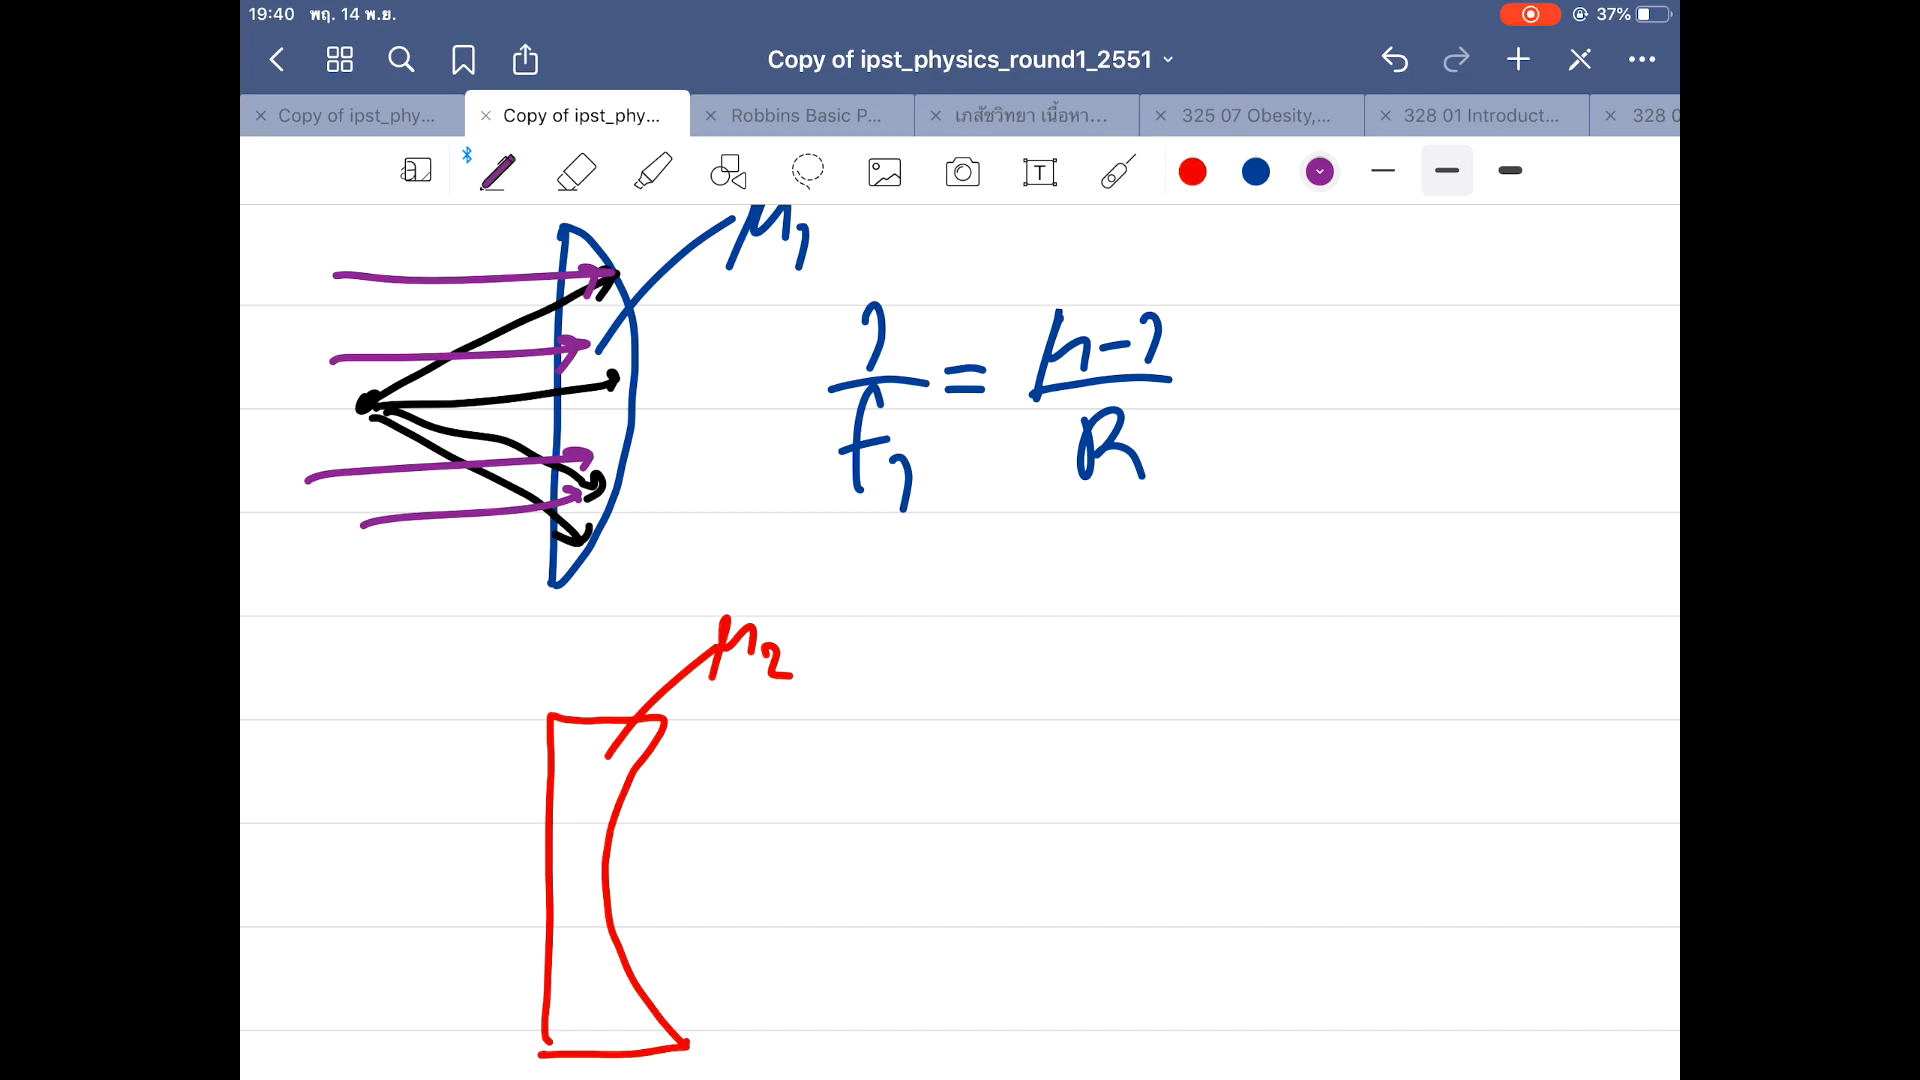 19:40 พฤ. 14 พ.ย.
37%
Copy of ipst_physics_round1_2551
Copy of ipst_phy...
Copy of ipst_phy...
Robbins Basic P...
เภสัชวิทยา เนื้อหา...
325 07 Obesity,...
328 01 Introduct...
328 0
T
μ1
1/f1 = μ-1/R
μ2